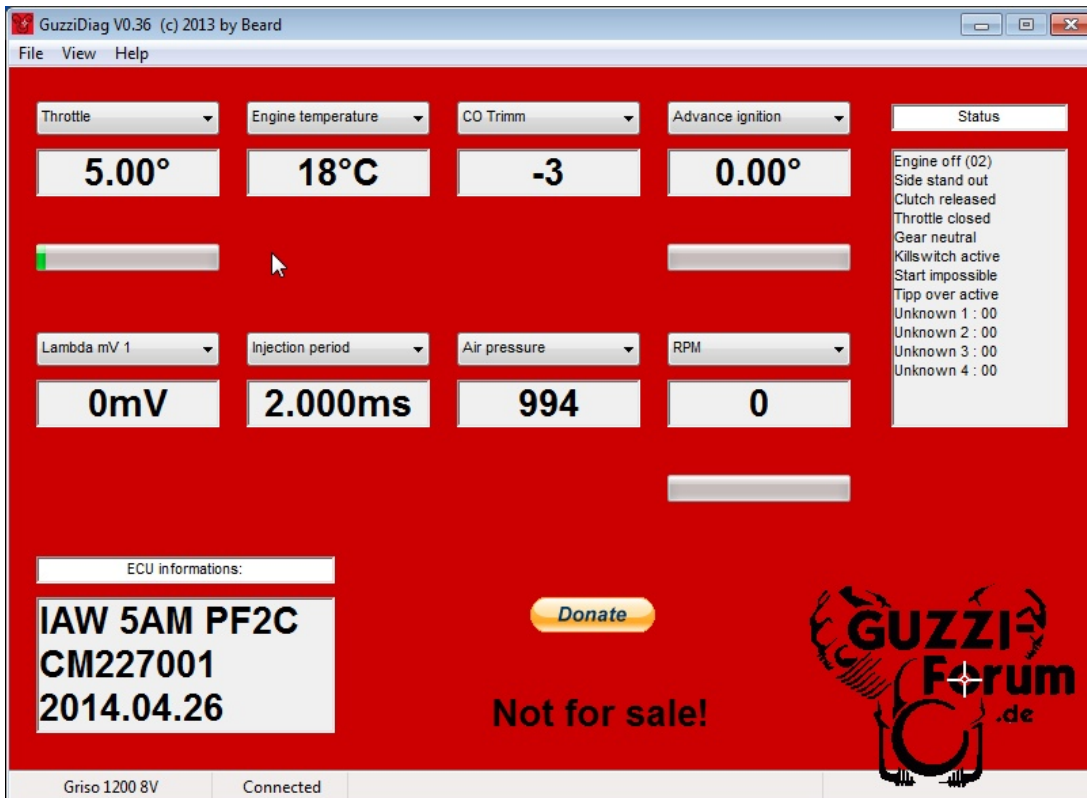 GuzziDiag V0.36 (c) 2013 by Beard
File View Help
Throttle Engine temperature CO Trimm Advance ignition Status
5.00° 18°C -3 0.00°
Engine off (02)
Side stand out
Clutch released
Throttle closed
Gear neutral
Killswitch active
Start impossible
Tipp over active
Unknown 1 : 00
Unknown 2 : 00
Unknown 3 : 00
Unknown 4 : 00
Lambda mV 1 Injection period Air pressure RPM
0mV 2.000ms 994 0
ECU informations:
IAW 5AM PF2C
CM227001
2014.04.26
Donate
Not for sale!
GUZZI-
Forum
.de
Griso 1200 8V Connected